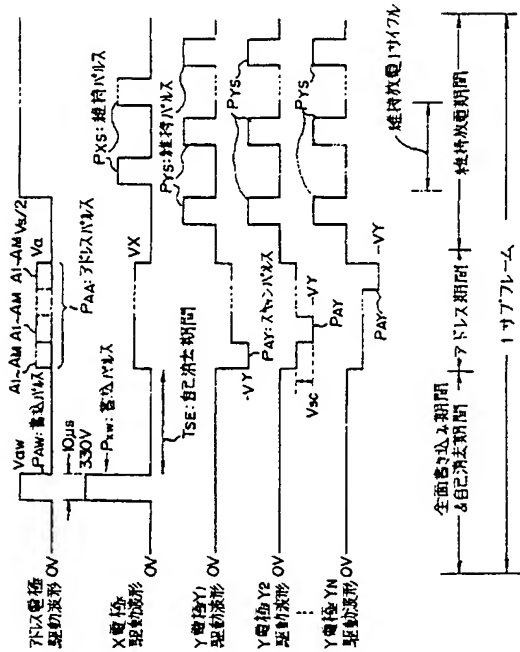 アドレス電極
駆動波形
0V
Vaw
PAW:書込パルス
10μs
A1-AM
A1-AM
A1-AM
Va
Vs/2
PAA:アドレスパルス
X電極
駆動波形
0V
330V
PXW:書込パルス
VX
PXS:維持パルス
TSE:自己消去期間
Y電極Y1
駆動波形
0V
-VY
PAY:スキャンパルス
PYS:維持パルス
Y電極Y2
駆動波形
0V
Vsc
-VY
PAY
PYS
Y電極YN
駆動波形
0V
PAY
-VY
PYS
維持放電1サイクル
全面書き込み期間
&自己消去期間
アドレス期間
維持放電期間
1サブフレーム